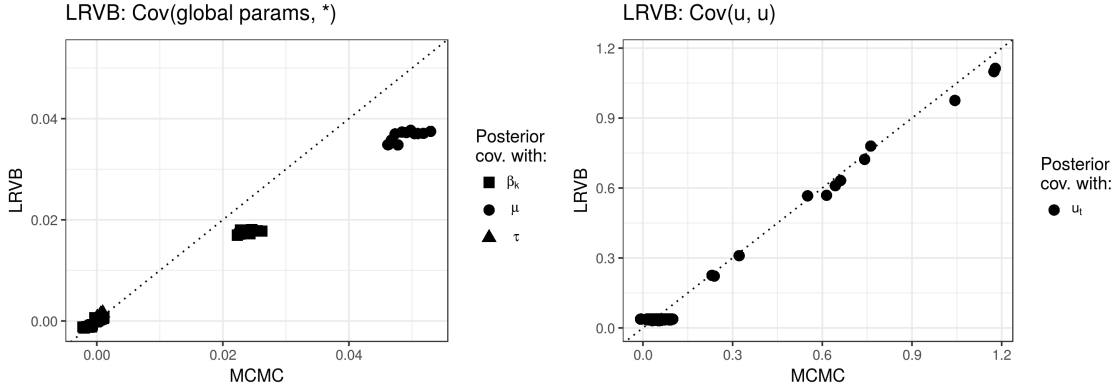 LRVB: Cov(global params, *)
LRVB
0.04
0.02
0.00
0.00 0.02 0.04
MCMC
Posterior
cov. with:
βk
μ
τ
LRVB: Cov(u, u)
LRVB
1.2
0.9
0.6
0.3
0.0
0.0 0.3 0.6 0.9 1.2
MCMC
Posterior
cov. with:
ut